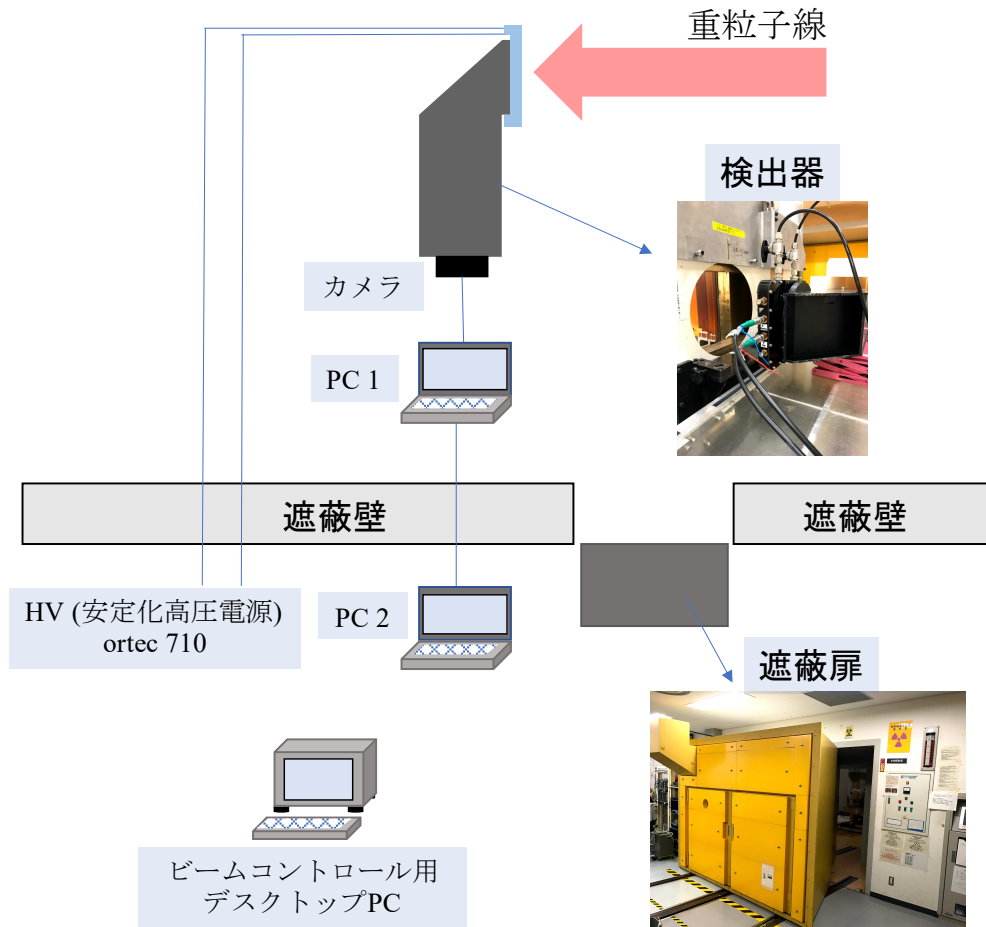 重粒子線
検出器
カメラ
PC 1
遮蔽壁
遮蔽壁
HV (安定化高圧電源)
ortec 710
PC 2
遮蔽扉
ビームコントロール用
デスクトップPC